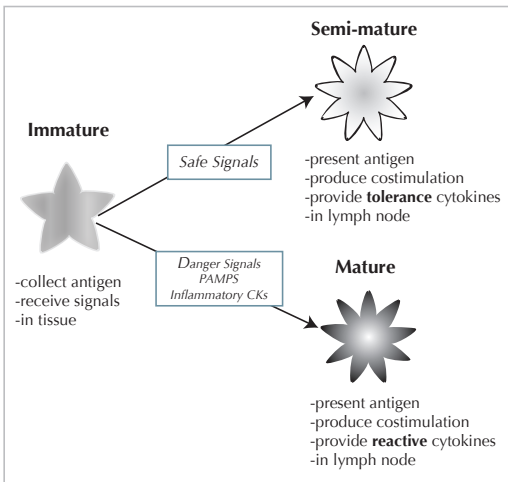 Semi-mature
Immature
Safe Signals
-present antigen
-produce costimulation
-provide tolerance cytokines
-in lymph node
Danger Signals
PAMPS
Inflammatory CKs
-collect antigen
-receive signals
-in tissue
Mature
-present antigen
-produce costimulation
-provide reactive cytokines
-in lymph node